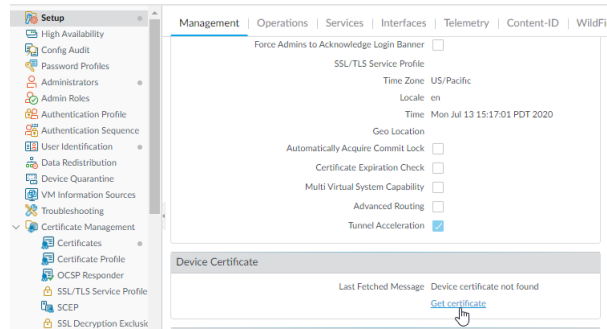 Setup
High Availability
Config Audit
Password Profiles
Administrators
Admin Roles
Authentication Profile
Authentication Sequence
User Identification
Data Redistribution
Device Quarantine
VM Information Sources
Troubleshooting
Certificate Management
Certificates
Certificate Profile
OCSP Responder
SSL/TLS Service Profile
SCEP
SSL Decryption Exclusic
Management | Operations | Services | Interfaces | Telemetry | Content-ID | WildFi
Force Admins to Acknowledge Login Banner
SSL/TLS Service Profile
Time Zone US/Pacific
Locale en
Time Mon Jul 13 15:17:01 PDT 2020
Geo Location
Automatically Acquire Commit Lock
Certificate Expiration Check
Multi Virtual System Capability
Advanced Routing
Tunnel Acceleration
Device Certificate
Last Fetched Message Device certificate not found
Get certificate